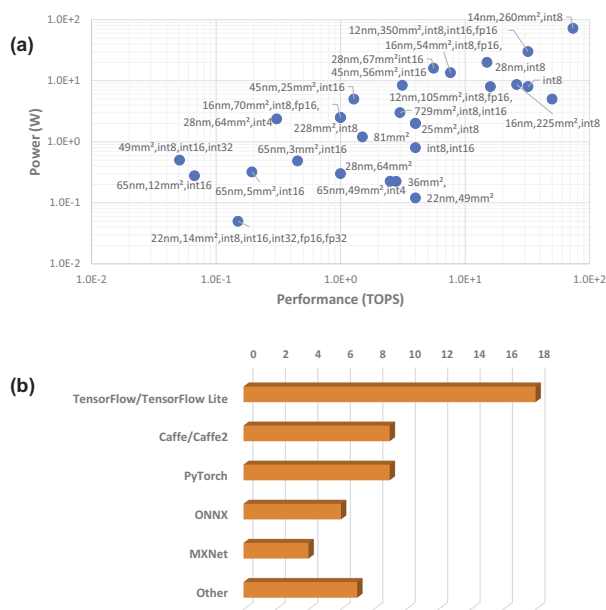 (a)
1.0E+2
14nm,260mm²,int8
12nm,350mm²,int8,int16,fp16
16nm,54mm²,int8,fp16,
28nm,67mm²int16
28nm,int8
45nm,56mm²,int16
int8
1.0E+1
45nm,25mm²,int16
12nm,105mm²,int8,fp16,
16nm,70mm²,int8,fp16,
729mm²,int8,int16
16nm,225mm²,int8
28nm,64mm²,int4
228mm²,int8
25mm²,int8
81mm²
1.0E+0
49mm²,int8,int16,int32
65nm,3mm²,int16
int8,int16
28nm,64mm²
65nm,12mm²,int16
65nm,5mm²,int16
65nm,49mm²,int4
36mm²,
22nm,49mm²
1.0E-1
22nm,14mm²,int8,int16,int32,fp16,fp32
1.0E-2
Power (W)
1.0E-2 1.0E-1 1.0E+0 1.0E+1 1.0E+2
Performance (TOPS)
(b)
0 2 4 6 8 10 12 14 16 18
TensorFlow/TensorFlow Lite
Caffe/Caffe2
PyTorch
ONNX
MXNet
Other